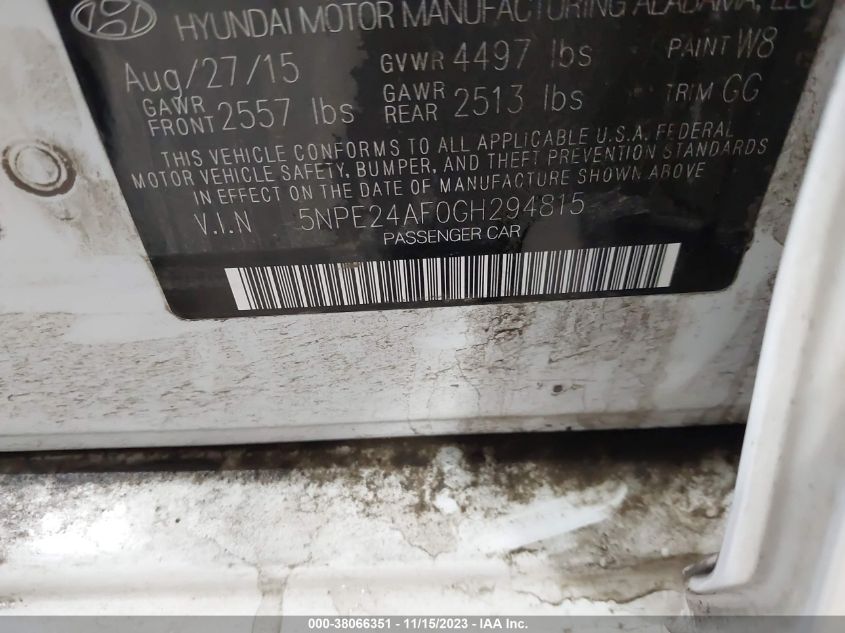 HYUNDAI MOTOR MANUFACTURING ALABAMA, LLC
Aug/27/15 GVWR 4497 lbs PAINT W8
GAWR FRONT 2557 lbs GAWR REAR 2513 lbs TRIM GG
THIS VEHICLE CONFORMS TO ALL APPLICABLE U.S.A. FEDERAL
MOTOR VEHICLE SAFETY, BUMPER, AND THEFT PREVENTION STANDARDS
IN EFFECT ON THE DATE OF MANUFACTURE SHOWN ABOVE
V.I.N 5NPE24AF0GH294815
PASSENGER CAR
000-38066351 - 11/15/2023 - IAA Inc.